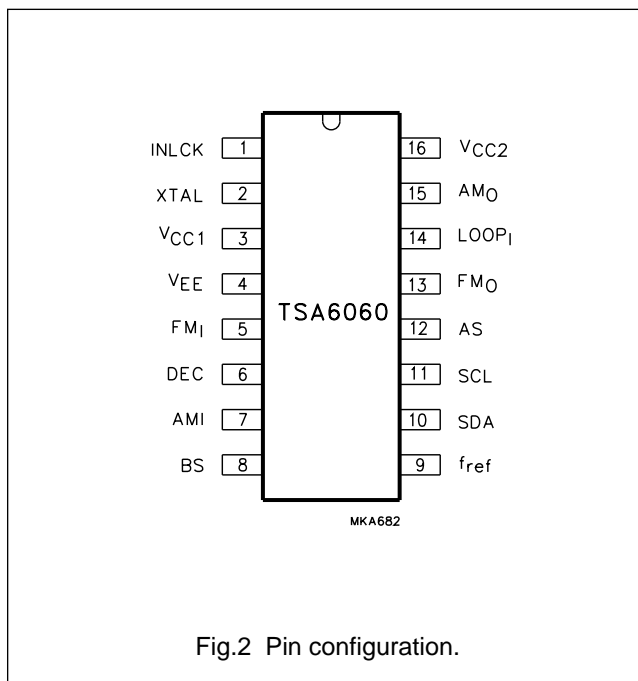 INLCK 1 16 VCC2
XTAL 2 15 AMO
VCC1 3 14 LOOPI
VEE 4 13 FMO
TSA6060
FMI 5 12 AS
DEC 6 11 SCL
AMI 7 10 SDA
BS 8 9 fref
MKA682
Fig.2 Pin configuration.